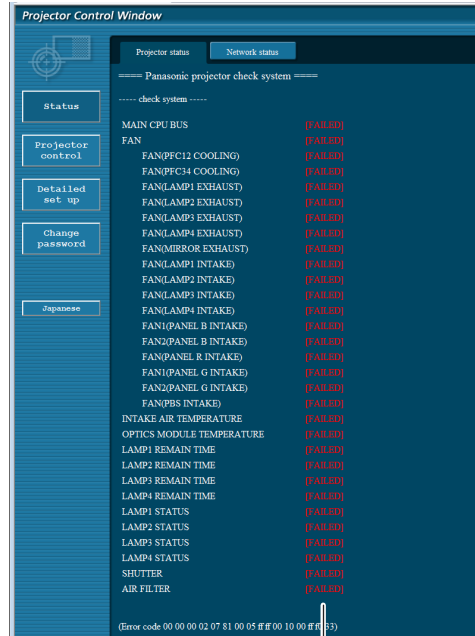 Projector Control Window
Projector status
Network status
==== Panasonic projector check system ====
----- check system -----
Status
MAIN CPU BUS [FAILED]
FAN [FAILED]
Projector control
FAN(PFC12 COOLING) [FAILED]
FAN(PFC34 COOLING) [FAILED]
Detailed set up
FAN(LAMP1 EXHAUST) [FAILED]
FAN(LAMP2 EXHAUST) [FAILED]
FAN(LAMP3 EXHAUST) [FAILED]
Change password
FAN(LAMP4 EXHAUST) [FAILED]
FAN(MIRROR EXHAUST) [FAILED]
FAN(LAMP1 INTAKE) [FAILED]
FAN(LAMP2 INTAKE) [FAILED]
FAN(LAMP3 INTAKE) [FAILED]
Japanese
FAN(LAMP4 INTAKE) [FAILED]
FAN1(PANEL B INTAKE) [FAILED]
FAN2(PANEL B INTAKE) [FAILED]
FAN(PANEL R INTAKE) [FAILED]
FAN1(PANEL G INTAKE) [FAILED]
FAN2(PANEL G INTAKE) [FAILED]
FAN(PBS INTAKE) [FAILED]
INTAKE AIR TEMPERATURE [FAILED]
OPTICS MODULE TEMPERATURE [FAILED]
LAMP1 REMAIN TIME [FAILED]
LAMP2 REMAIN TIME [FAILED]
LAMP3 REMAIN TIME [FAILED]
LAMP4 REMAIN TIME [FAILED]
LAMP1 STATUS [FAILED]
LAMP2 STATUS [FAILED]
LAMP3 STATUS [FAILED]
LAMP4 STATUS [FAILED]
SHUTTER [FAILED]
AIR FILTER [FAILED]
(Error code 00 00 00 02 07 81 00 05 ff ff 00 10 00 ff 33)